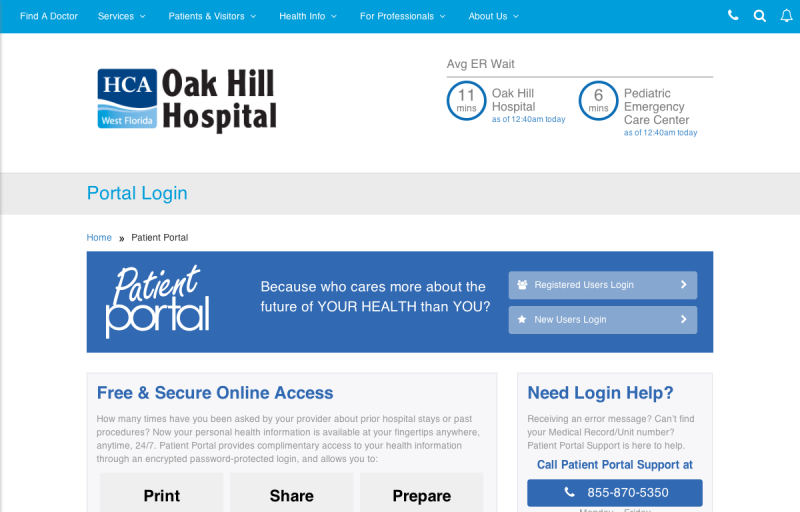 Find A Doctor Services Patients & Visitors Health Info For Professionals About Us
Avg ER Wait
HCA
West Florida
Oak Hill
Hospital
11
mins
Oak Hill
Hospital
as of 12:40am today
6
mins
Pediatric
Emergency
Care Center
as of 12:40am today
Portal Login
Home » Patient Portal
Patient
portal
Because who cares more about the
future of YOUR HEALTH than YOU?
Registered Users Login
New Users Login
Free & Secure Online Access
How many times have you been asked by your provider about prior hospital stays or past
procedures? Now your personal health information is available at your fingertips anywhere,
anytime, 24/7. Patient Portal provides complimentary access to your health information
through an encrypted password-protected login, and allows you to:
Print Share Prepare
Need Login Help?
Receiving an error message? Can't find
your Medical Record/Unit number?
Patient Portal Support is here to help.
Call Patient Portal Support at
855-870-5350
Monday - Friday